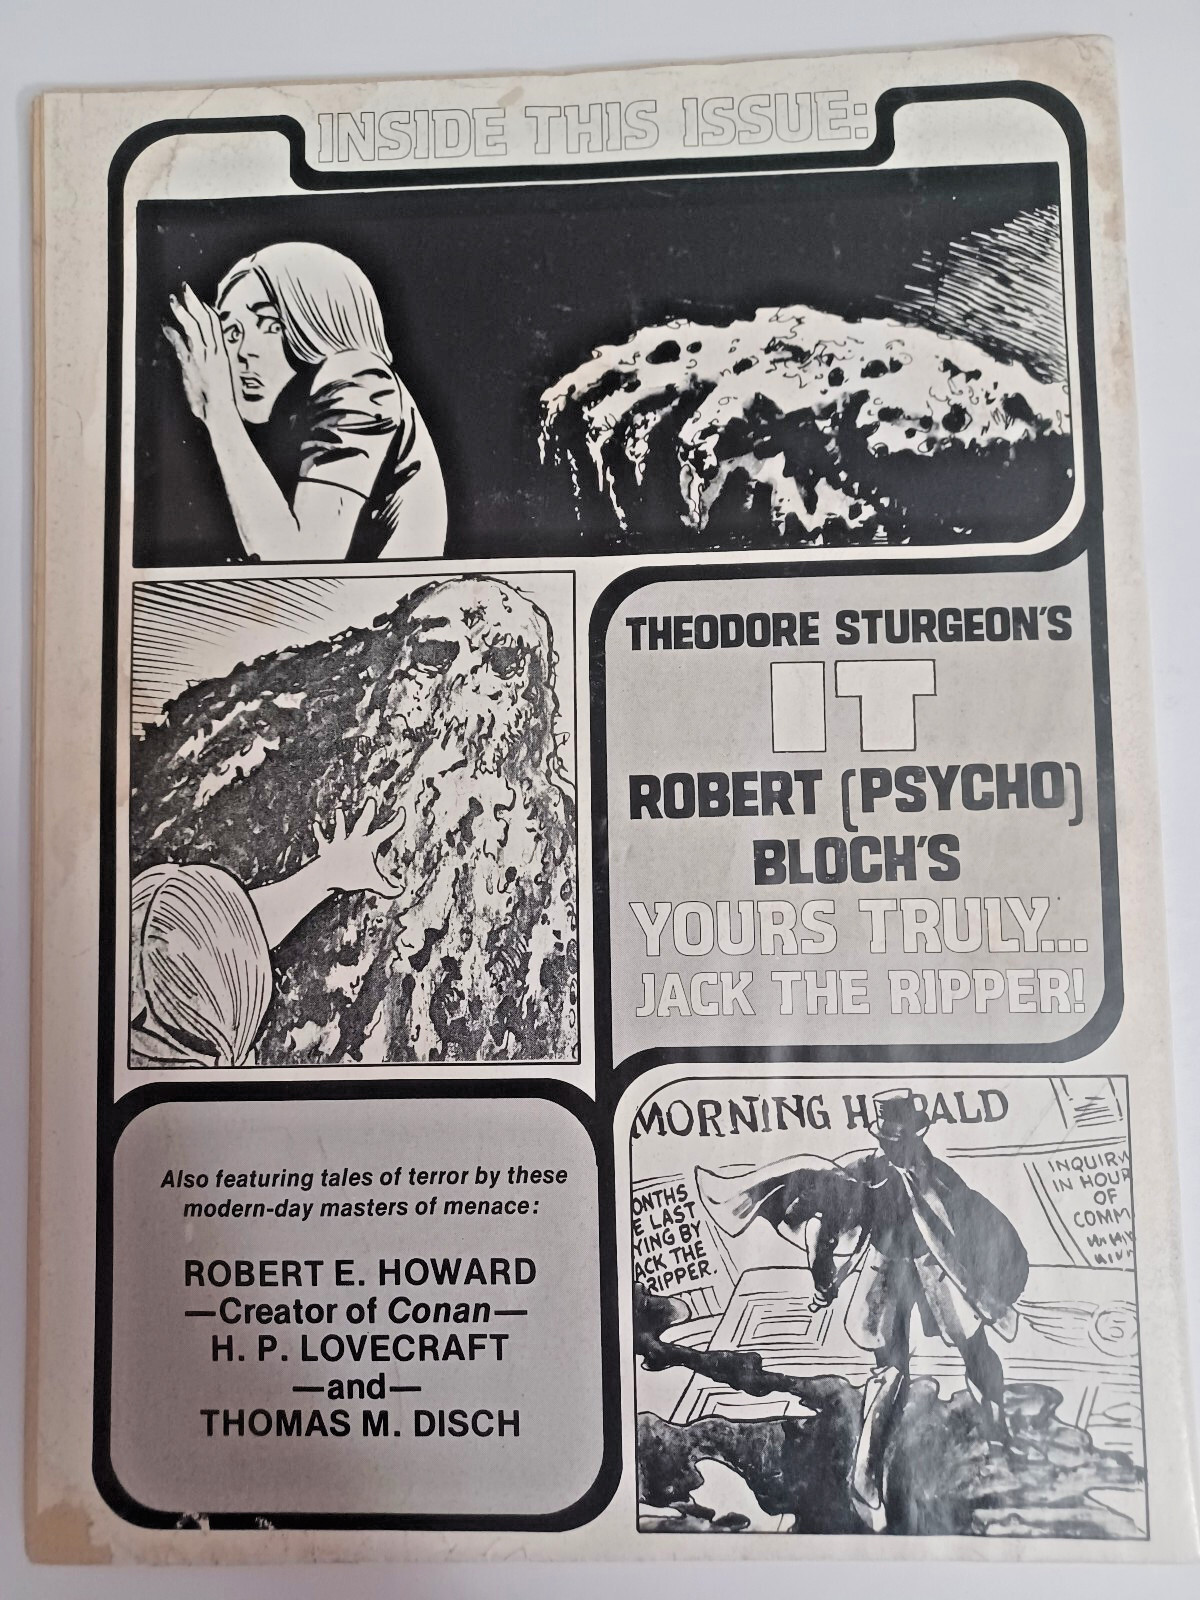 INSIDE THIS ISSUE:
THEODORE STURGEON'S
IT
ROBERT (PSYCHO)
BLOCH'S
YOURS TRULY...
JACK THE RIPPER!
Also featuring tales of terror by these
modern-day masters of menace:
ROBERT E. HOWARD
—Creator of Conan—
H. P. LOVECRAFT
—and—
THOMAS M. DISCH
MORNING
ONTHS
E LAST
YING BY
ACK THE
RIPPER.
INQUIRY
IN HOUR
OF
COMM